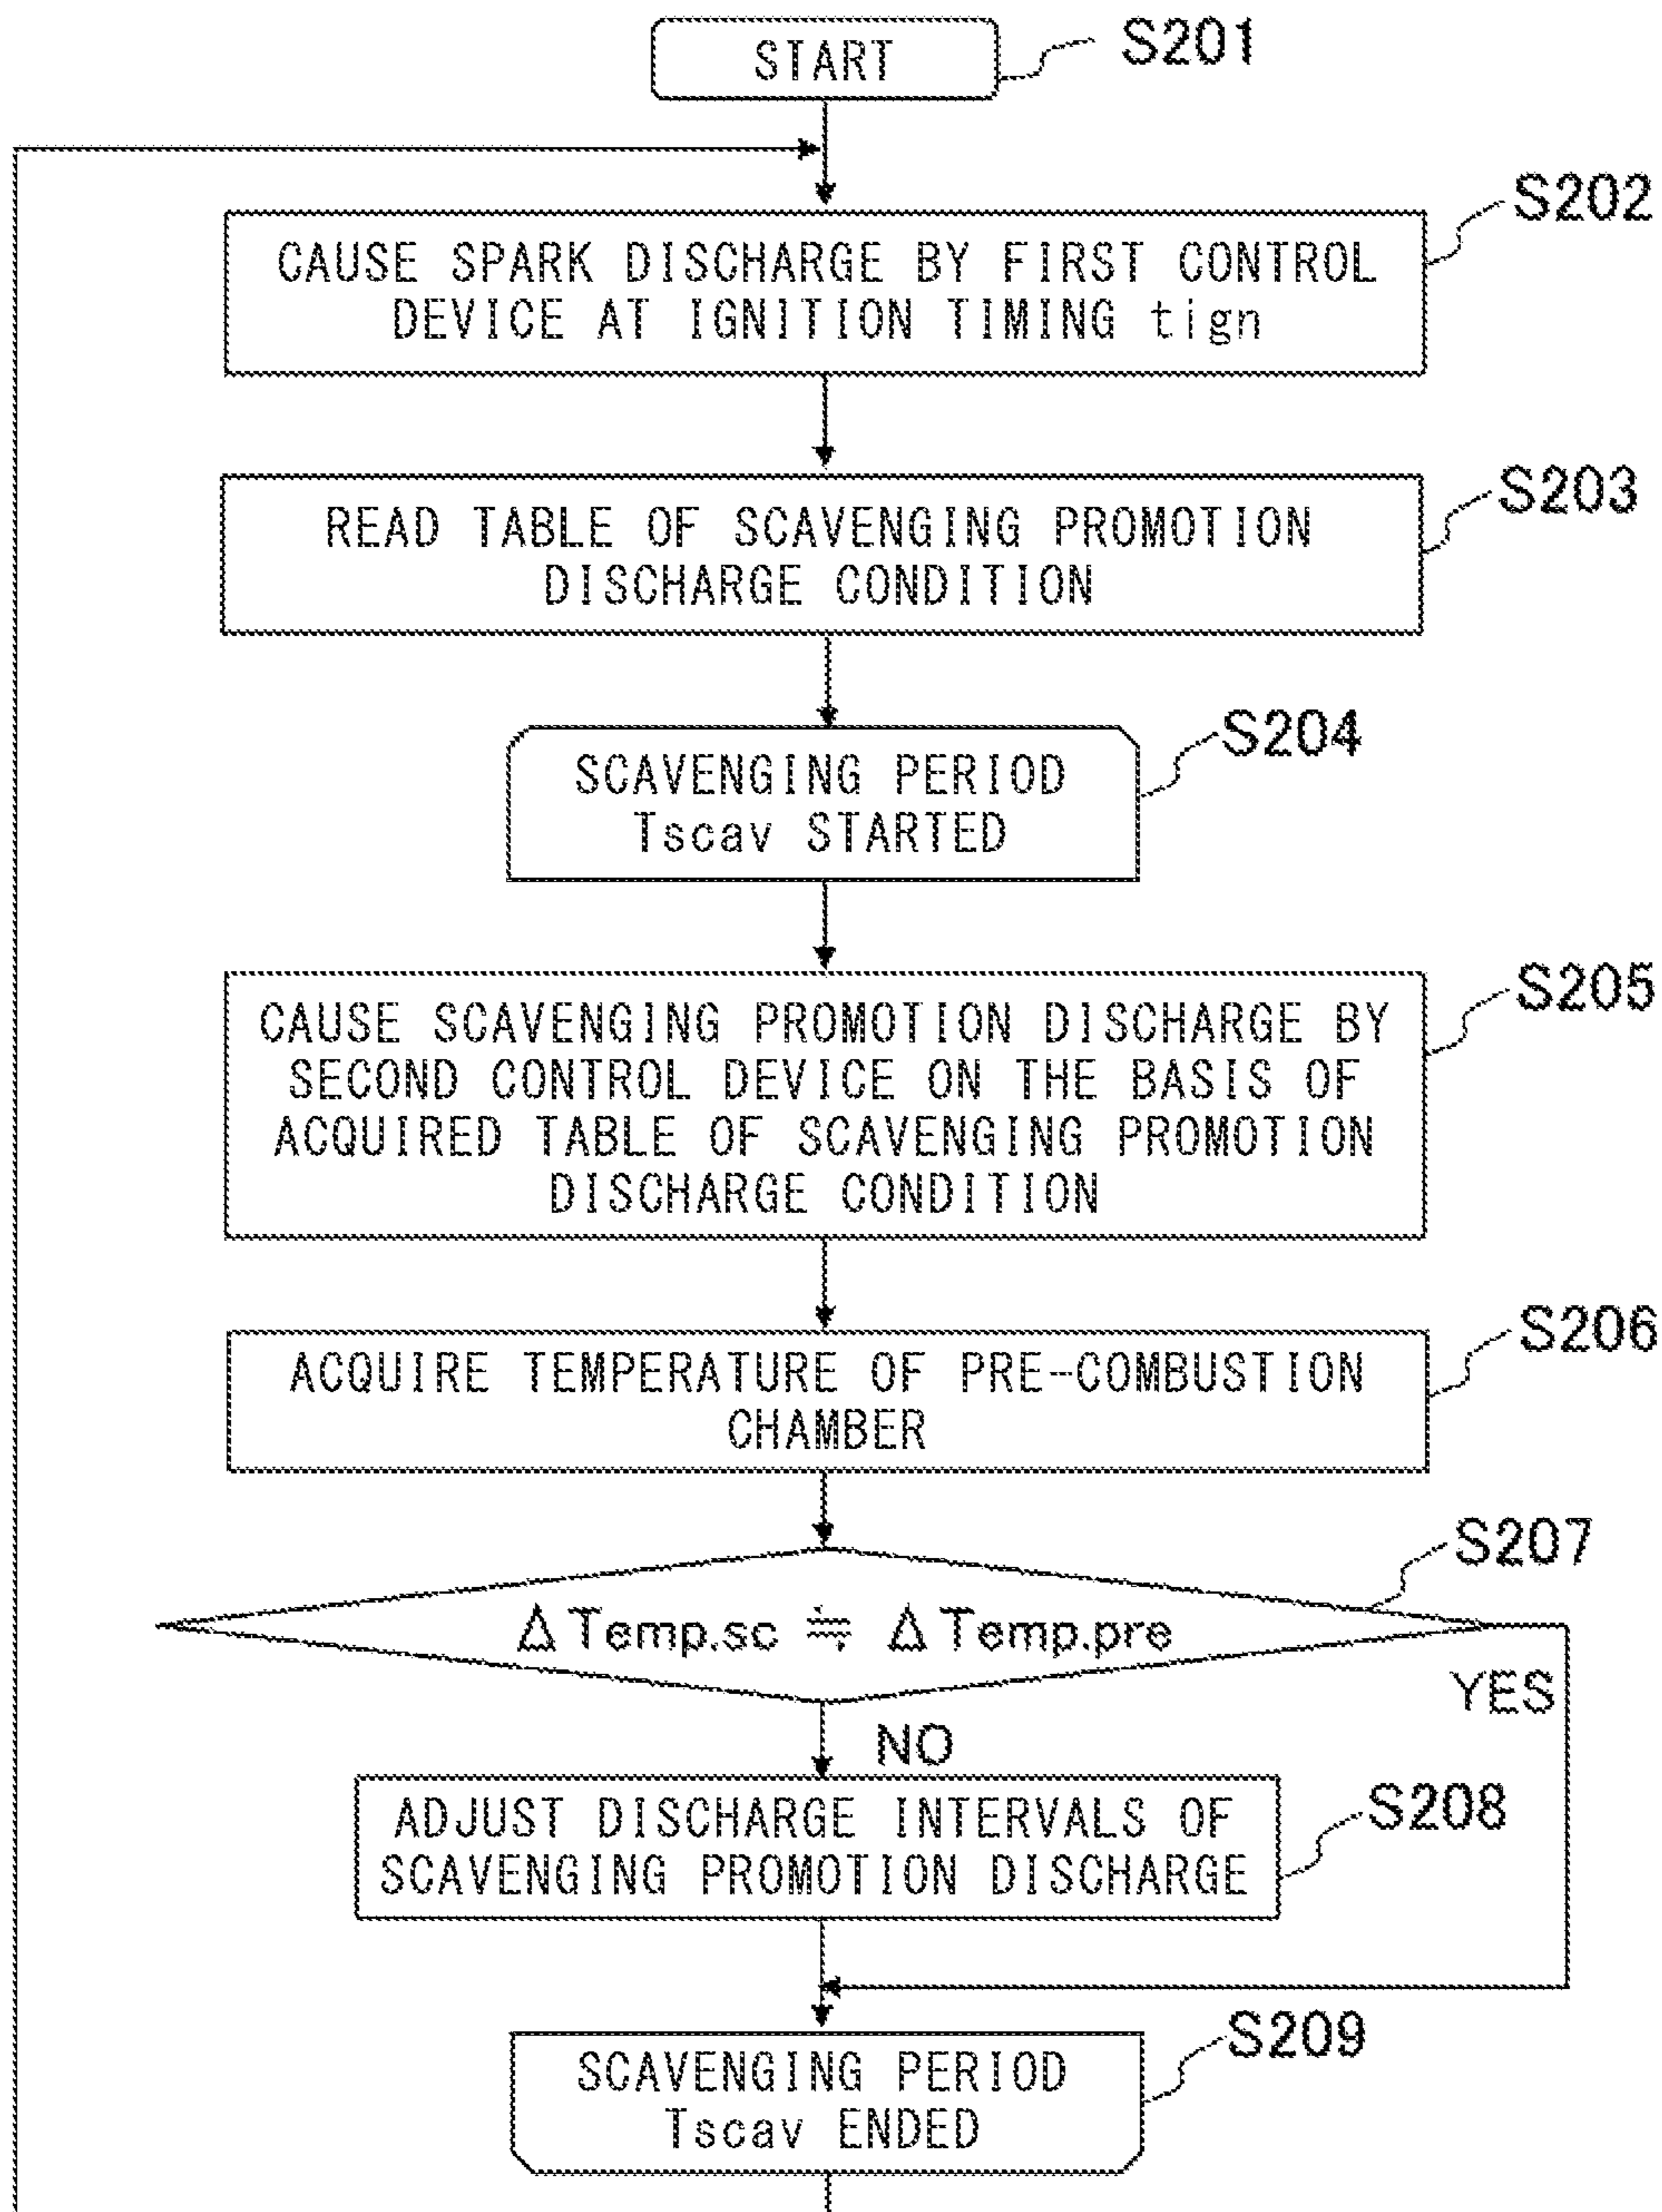 START
S201
S202
CAUSE SPARK DISCHARGE BY FIRST CONTROL
DEVICE AT IGNITION TIMING tign
S203
READ TABLE OF SCAVENGING PROMOTION
DISCHARGE CONDITION
S204
SCAVENGING PERIOD
Tscav STARTED
S205
CAUSE SCAVENGING PROMOTION DISCHARGE BY
SECOND CONTROL DEVICE ON THE BASIS OF
ACQUIRED TABLE OF SCAVENGING PROMOTION
DISCHARGE CONDITION
S206
ACQUIRE TEMPERATURE OF PRE-COMBUSTION
CHAMBER
S207
Δ Temp.sc ≒ Δ Temp.pre
YES
NO
S208
ADJUST DISCHARGE INTERVALS OF
SCAVENGING PROMOTION DISCHARGE
S209
SCAVENGING PERIOD
Tscav ENDED